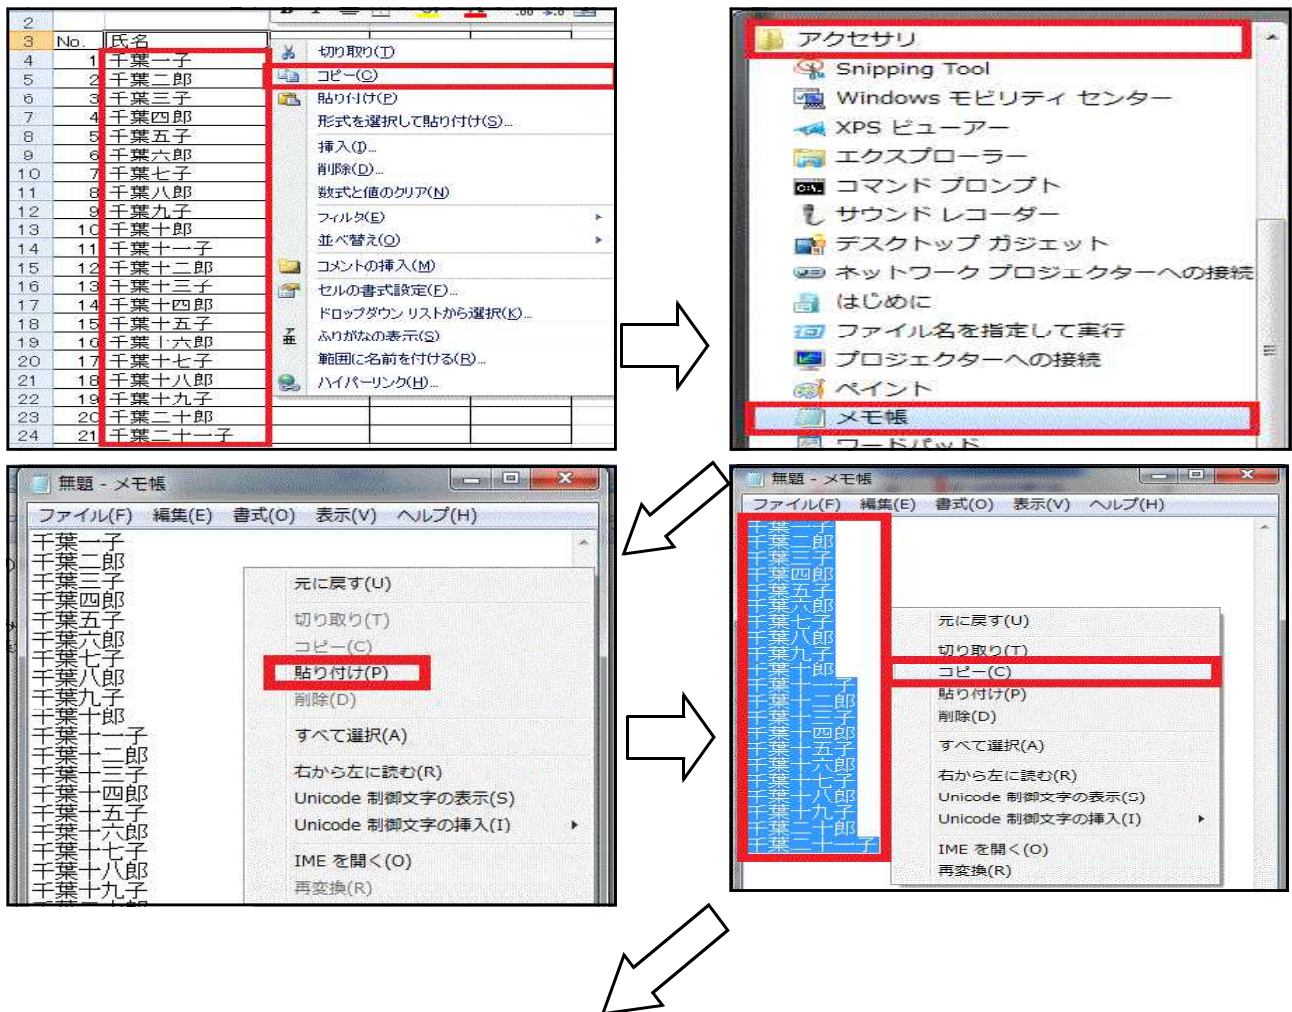 2
3 No. 氏名
4 1 千葉一子
5 2 千葉二郎
6 3 千葉三子
7 4 千葉四郎
8 5 千葉五子
9 6 千葉六郎
10 7 千葉七子
11 8 千葉八郎
12 9 千葉九子
13 10 千葉十郎
14 11 千葉十一子
15 12 千葉十二郎
16 13 千葉十三子
17 14 千葉十四郎
18 15 千葉十五子
19 16 千葉十六郎
20 17 千葉十七子
21 18 千葉十八郎
22 19 千葉十九子
23 20 千葉二十郎
24 21 千葉二十一子
切り取り(T)
コピー(C)
貼り付け(P)
形式を選択して貼り付け(S)...
挿入(I)...
削除(D)...
数式と値のクリア(N)
フィルタ(E)
並べ替え(O)
コメントの挿入(M)
セルの書式設定(F)...
ドロップダウン リストから選択(K)...
ふりがなの表示(S)
範囲に名前を付ける(R)...
ハイパーリンク(H)...
アクセサリ
Snipping Tool
Windows モビリティ センター
XPS ビューアー
エクスプローラー
コマンド プロンプト
サウンド レコーダー
デスクトップ ガジェット
ネットワーク プロジェクターへの接続
はじめに
ファイル名を指定して実行
プロジェクターへの接続
ペイント
メモ帳
ワードパッド
無題 - メモ帳
ファイル(F) 編集(E) 書式(O) 表示(V) ヘルプ(H)
千葉一子
千葉二郎
千葉三子
千葉四郎
千葉五子
千葉六郎
千葉七子
千葉八郎
千葉九子
千葉十郎
千葉十一子
千葉十二郎
千葉十三子
千葉十四郎
千葉十五子
千葉十六郎
千葉十七子
千葉十八郎
千葉十九子
元に戻す(U)
切り取り(T)
コピー(C)
貼り付け(P)
削除(D)
すべて選択(A)
右から左に読む(R)
Unicode 制御文字の表示(S)
Unicode 制御文字の挿入(I)
IME を開く(O)
再変換(R)
無題 - メモ帳
ファイル(F) 編集(E) 書式(O) 表示(V) ヘルプ(H)
千葉一子
千葉二郎
千葉三子
千葉四郎
千葉五子
千葉六郎
千葉七子
千葉八郎
千葉九子
千葉十郎
千葉十一子
千葉十二郎
千葉十三子
千葉十四郎
千葉十五子
千葉十六郎
千葉十七子
千葉十八郎
千葉十九子
千葉二十郎
千葉二十一子
元に戻す(U)
切り取り(T)
コピー(C)
貼り付け(P)
削除(D)
すべて選択(A)
右から左に読む(R)
Unicode 制御文字の表示(S)
Unicode 制御文字の挿入(I)
IME を開く(O)
再変換(R)